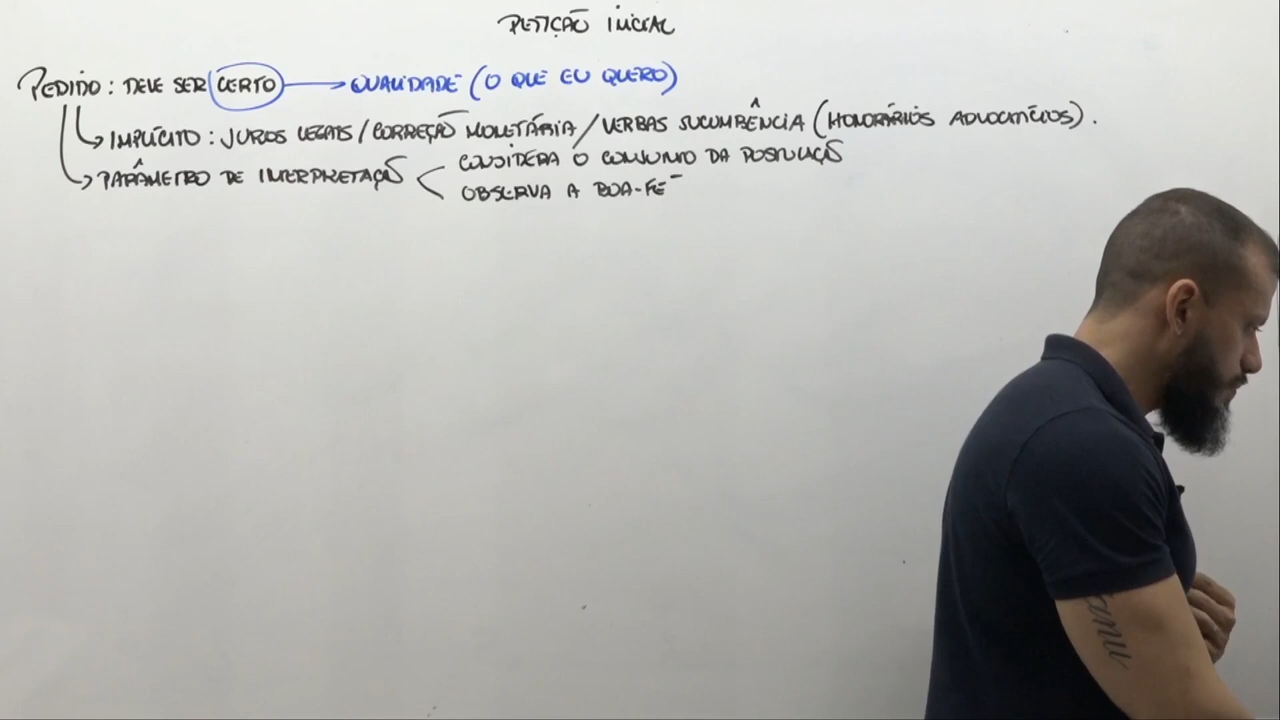 PETIÇÃO INICIAL
PEDIDO: DEVE SER CERTO → QUALIDADE (O QUE EU QUERO)
→ IMPLÍCITO: JUROS LEGAIS / CORREÇÃO MONETÁRIA / VERBAS SUCUMBÊNCIA (HONORÁRIOS ADVOCATÍCIOS).
→ PARÂMETRO DE INTERPRETAÇÃO < CONSIDERA O CONJUNTO DA POSTULAÇÃO
OBSERVA A BOA-FÉ